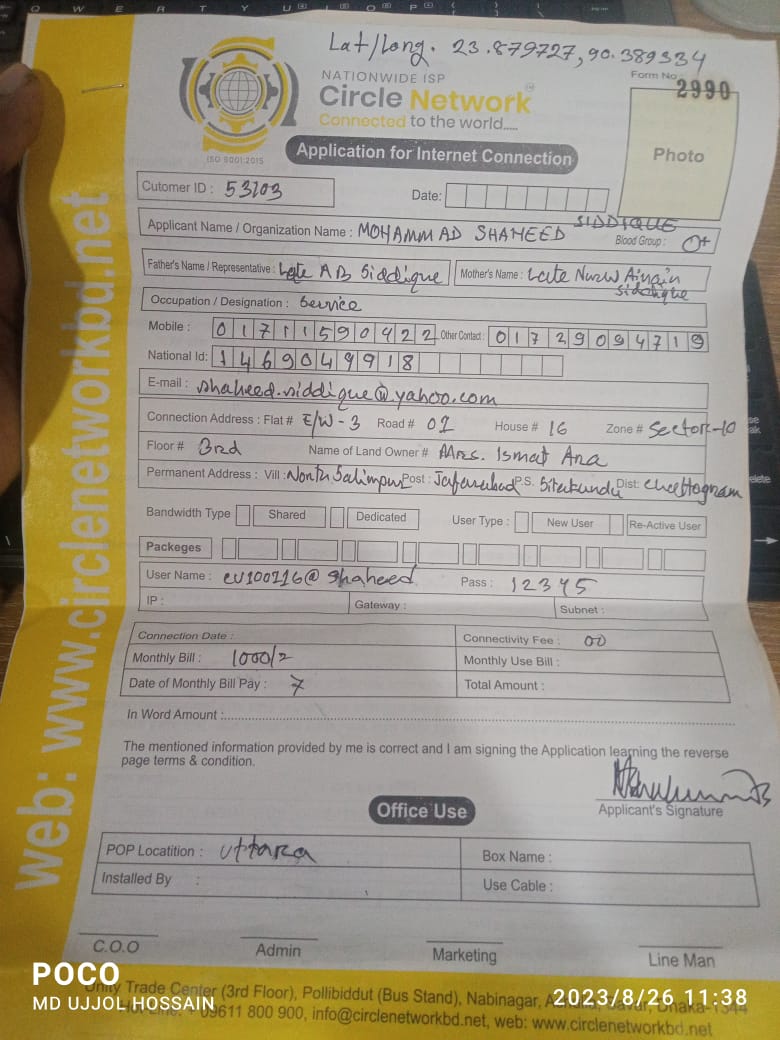 Lat/Long. 23.879727,90.389334
NATIONWIDE ISP
Circle Network
Connected to the world.....
ISO 9001:2015
Form No. 2990
Application for Internet Connection
Photo
Cutomer ID : 53203
Date:
Applicant Name / Organization Name : MOHAMMAD SHAHEED SIDDIQUE
Blood Group : O+
Father's Name / Representative : Late AB Siddique Mother's Name : Late Nurun
Siddique
Occupation / Designation : Service
Mobile : 01711590422 Other Contact : 01729094719
National Id: 1469049918
E-mail : shaheed.siddique@yahoo.com
Connection Address : Flat # E/W-3 Road # 02 House # 16 Zone # Sector-10
Floor # 3rd Name of Land Owner # Mrs. Ismat Ara
Permanent Address : Vill : North Salimpur Post : Jafarabad P.S. Sitakundu Dist: Chattogram
Bandwidth Type Shared Dedicated User Type : New User Re-Active User
Packeges
User Name : @shaheed Pass : 12345
IP : Gateway : Subnet :
Connection Date : Connectivity Fee : 00
Monthly Bill : 1000/2 Monthly Use Bill :
Date of Monthly Bill Pay : 7 Total Amount :
In Word Amount :
The mentioned information provided by me is correct and I am signing the Application learning the reverse
page terms & condition.
Applicant's Signature
Office Use
POP Locatition : Uttara Box Name :
Installed By : Use Cable :
C.O.O Admin Marketing Line Man
Unity Trade Center (3rd Floor), Pollibiddut (Bus Stand), Nabinagar, Savar, Dhaka-1344
09611 800 900, info@circlenetworkbd.net, web: www.circlenetworkbd.net
web: www.circlenetworkbd.net
POCO
MD UJJOL HOSSAIN
2023/8/26 11:38